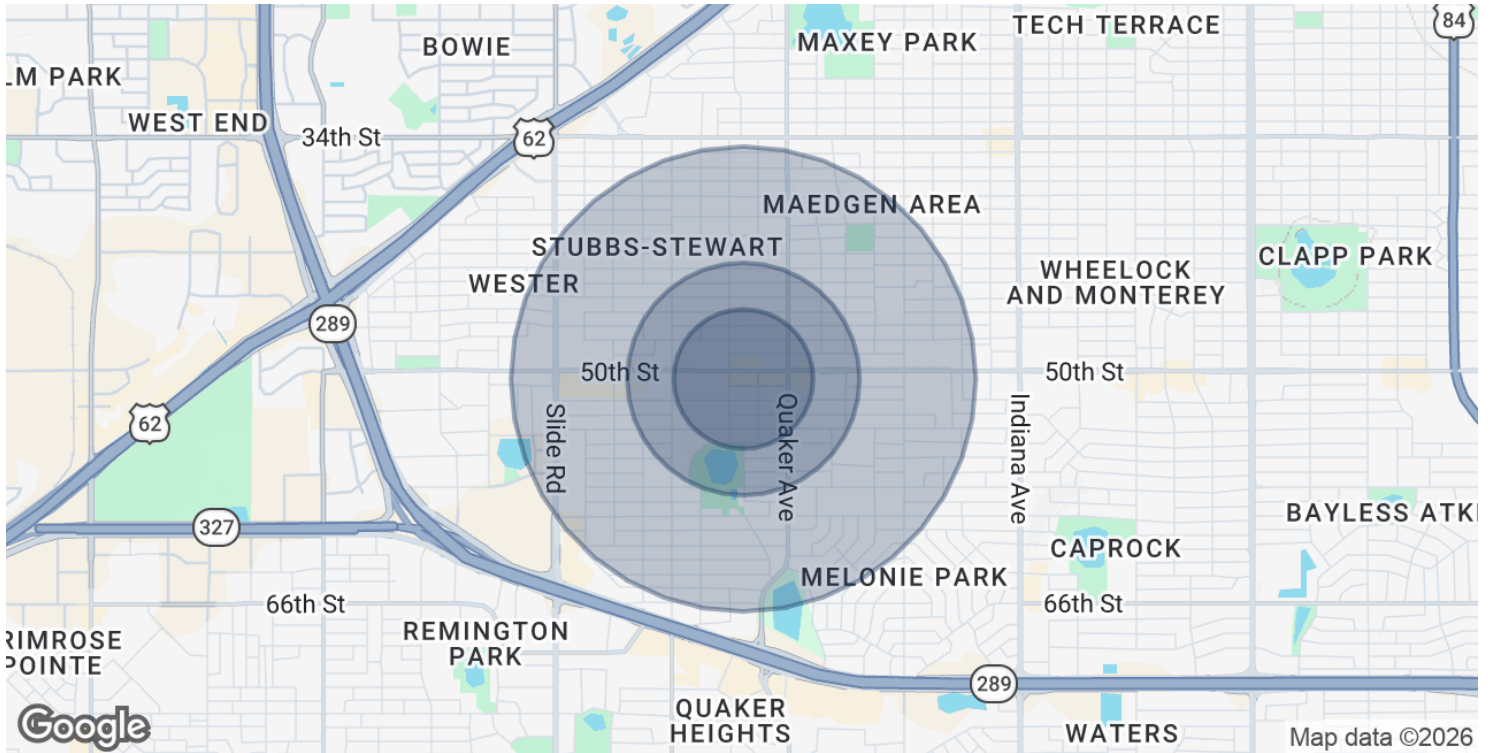 84
TECH TERRACE
MAXEY PARK
BOWIE
LM PARK
WEST END
34th St
62
MAEDGEN AREA
STUBBS-STEWART
WESTER
CLAPP PARK
WHEELOCK
AND MONTEREY
289
50th St
50th St
62
Slide Rd
Quaker Ave
Indiana Ave
327
BAYLESS ATKI
CAPROCK
MELONIE PARK
66th St
66th St
REMINGTON
PARK
RIMROSE
POINTE
289
QUAKER
HEIGHTS
WATERS
Google
Map data ©2026